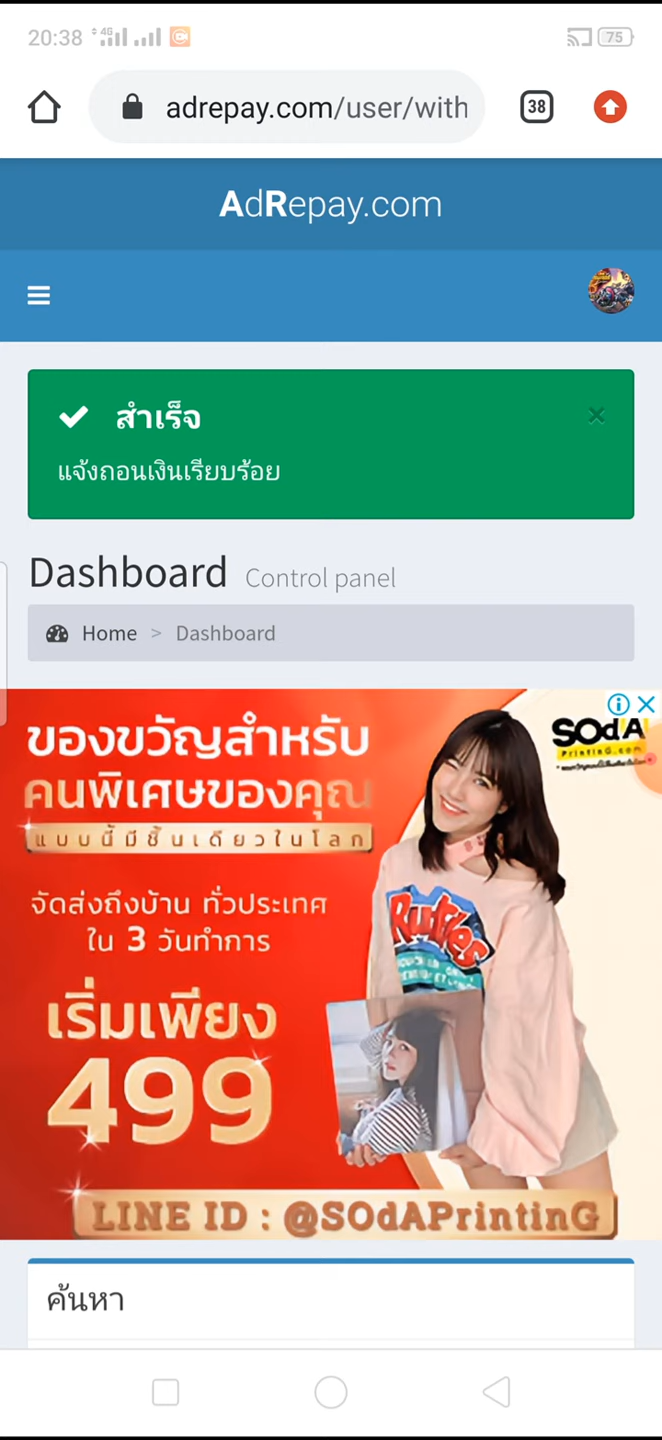 20:38 4G 75
adrepay.com/user/with 38
AdRepay.com
สำเร็จ
แจ้งถอนเงินเรียบร้อย
Dashboard Control panel
Home > Dashboard
ของขวัญสำหรับ
คนพิเศษของคุณ
แบบนี้มีชิ้นเดียวในโลก
จัดส่งถึงบ้าน ทั่วประเทศ
ใน 3 วันทำการ
เริ่มเพียง
499
SOdA
PrintinG.com
Ruffles
LINE ID : @SOdAPrintinG
ค้นหา